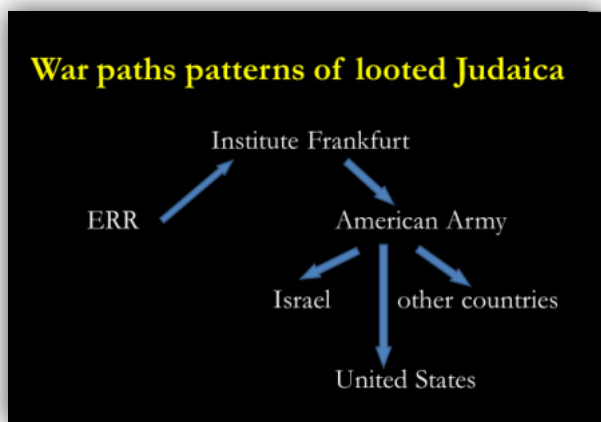 War paths patterns of looted Judaica
Institute Frankfurt
ERR
American Army
Israel
other countries
United States